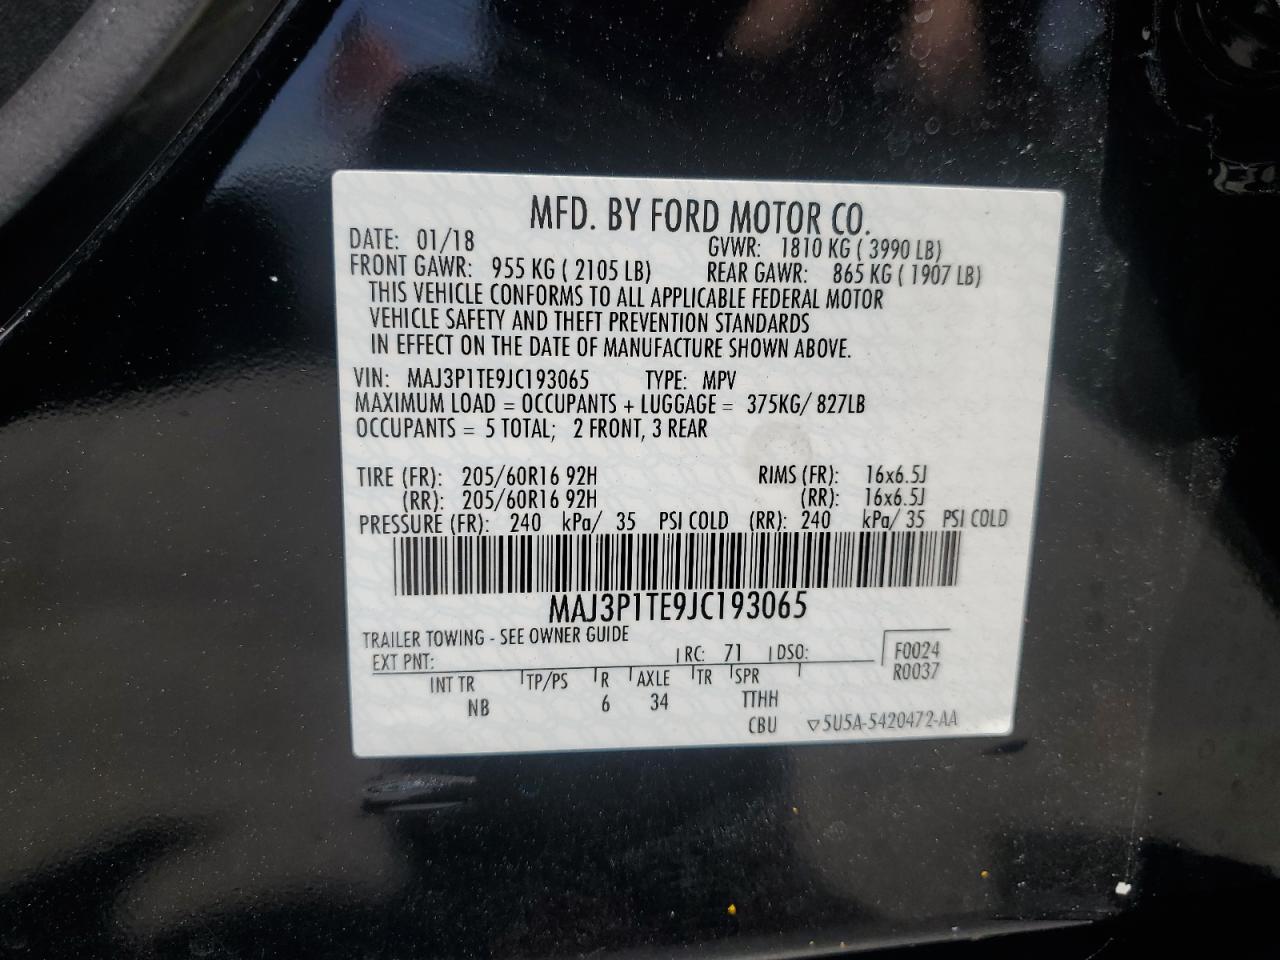 MFD. BY FORD MOTOR CO.
DATE: 01/18 GVWR: 1810 KG ( 3990 LB)
FRONT GAWR: 955 KG ( 2105 LB) REAR GAWR: 865 KG ( 1907 LB)
THIS VEHICLE CONFORMS TO ALL APPLICABLE FEDERAL MOTOR
VEHICLE SAFETY AND THEFT PREVENTION STANDARDS
IN EFFECT ON THE DATE OF MANUFACTURE SHOWN ABOVE.
VIN: MAJ3P1TE9JC193065 TYPE: MPV
MAXIMUM LOAD = OCCUPANTS + LUGGAGE = 375KG/ 827LB
OCCUPANTS = 5 TOTAL; 2 FRONT, 3 REAR
TIRE (FR): 205/60R16 92H RIMS (FR): 16x6.5J
(RR): 205/60R16 92H (RR): 16x6.5J
PRESSURE (FR): 240 kPa/ 35 PSI COLD (RR): 240 kPa/ 35 PSI COLD
MAJ3P1TE9JC193065
TRAILER TOWING - SEE OWNER GUIDE
EXT PNT: RC: 71 DSO: F0024
R0037
INT TR TP/PS R AXLE TR SPR
NB 6 34 TTHH
CBU ▽5U5A-5420472-AA